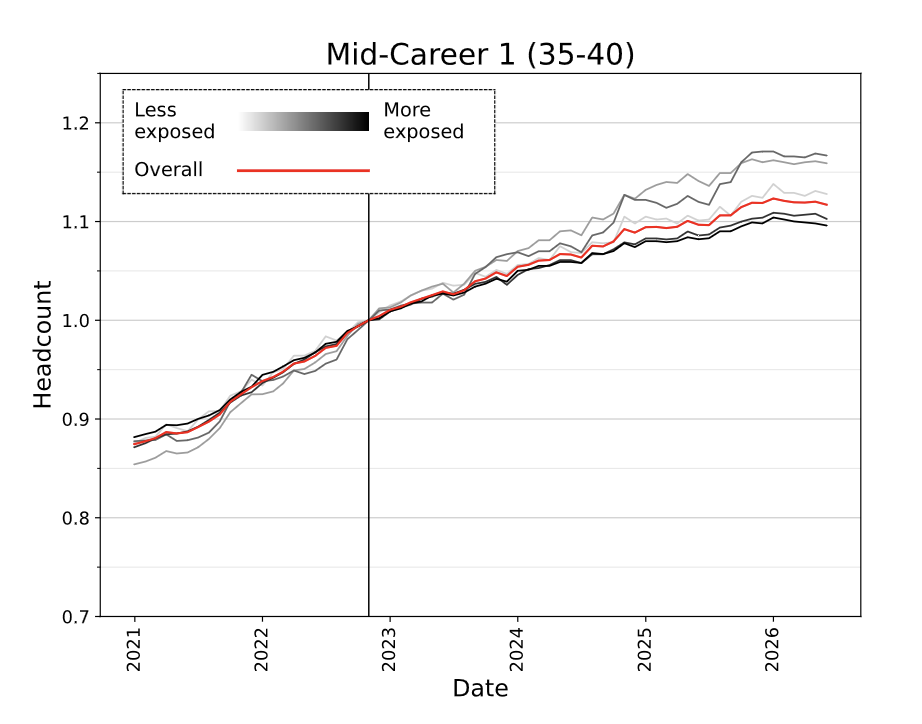 Mid-Career 1 (35-40)
Less exposed
More exposed
Overall
Headcount
1.2
1.1
1.0
0.9
0.8
0.7
2021
2022
2023
2024
2025
2026
Date